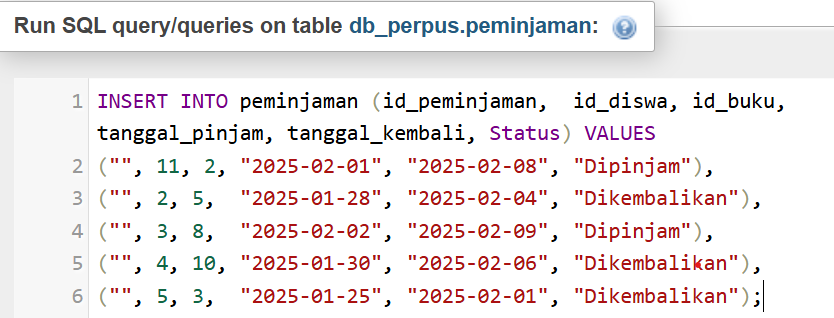 Run SQL query/queries on table db_perpus.peminjaman:
1 INSERT INTO peminjaman (id_peminjaman,  id_diswa, id_buku,
tanggal_pinjam, tanggal_kembali, Status) VALUES
2 ("", 11, 2, "2025-02-01", "2025-02-08", "Dipinjam"),
3 ("", 2, 5,  "2025-01-28", "2025-02-04", "Dikembalikan"),
4 ("", 3, 8,  "2025-02-02", "2025-02-09", "Dipinjam"),
5 ("", 4, 10, "2025-01-30", "2025-02-06", "Dikembalikan"),
6 ("", 5, 3,  "2025-01-25", "2025-02-01", "Dikembalikan");